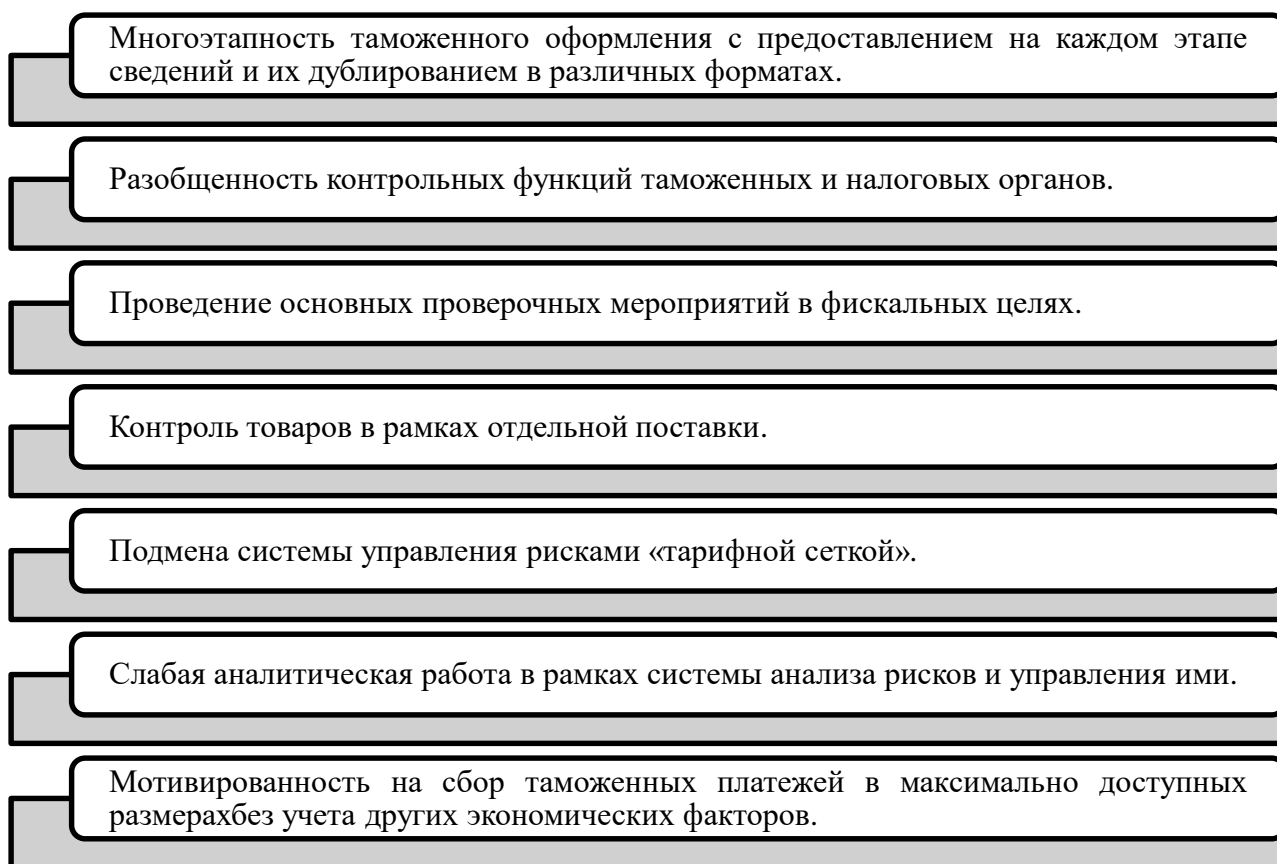 Многоэтапность таможенного оформления с предоставлением на каждом этапе
сведений и их дублированием в различных форматах.
Разобщенность контрольных функций таможенных и налоговых органов.
Проведение основных проверочных мероприятий в фискальных целях.
Контроль товаров в рамках отдельной поставки.
Подмена системы управления рисками «тарифной сеткой».
Слабая аналитическая работа в рамках системы анализа рисков и управления ими.
Мотивированность на сбор таможенных платежей в максимально доступных
размерахбез учета других экономических факторов.